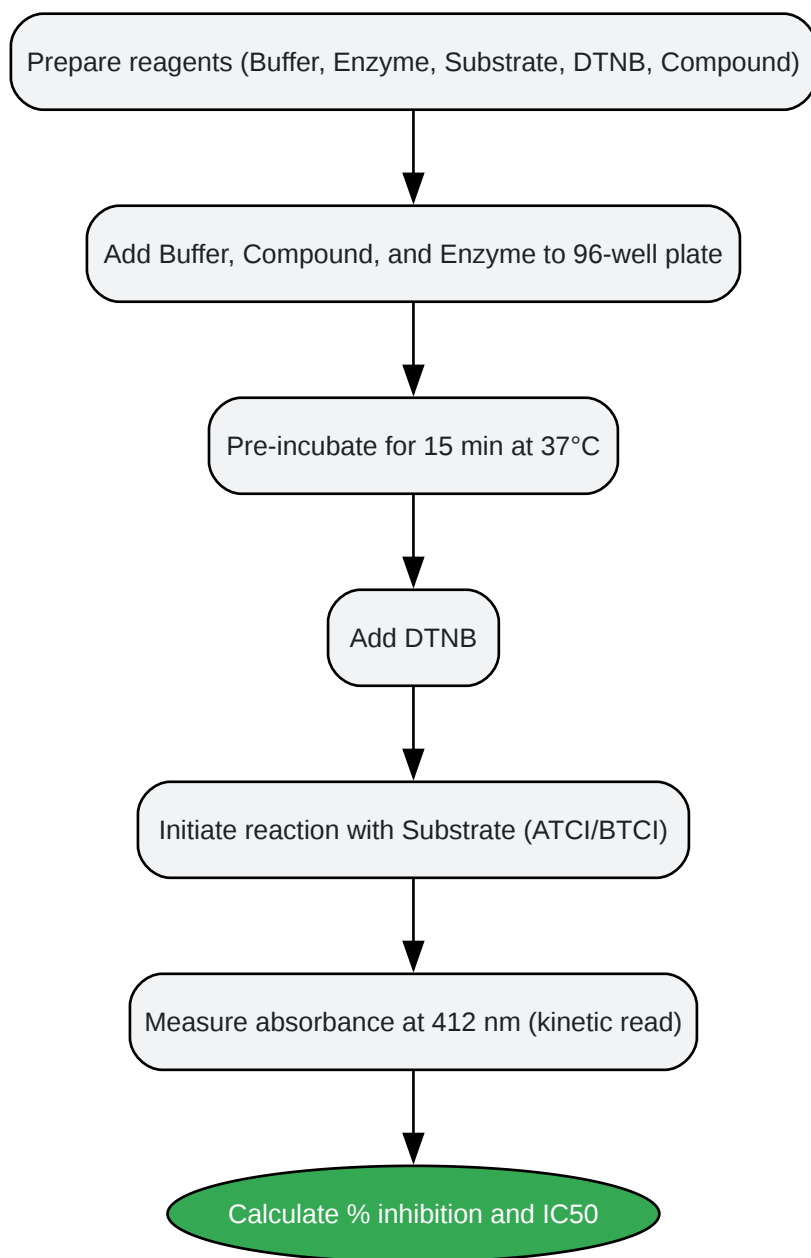 Prepare reagents (Buffer, Enzyme, Substrate, DTNB, Compound)
Add Buffer, Compound, and Enzyme to 96-well plate
Pre-incubate for 15 min at 37°C
Add DTNB
Initiate reaction with Substrate (ATCI/BTCI)
Measure absorbance at 412 nm (kinetic read)
Calculate % inhibition and IC50